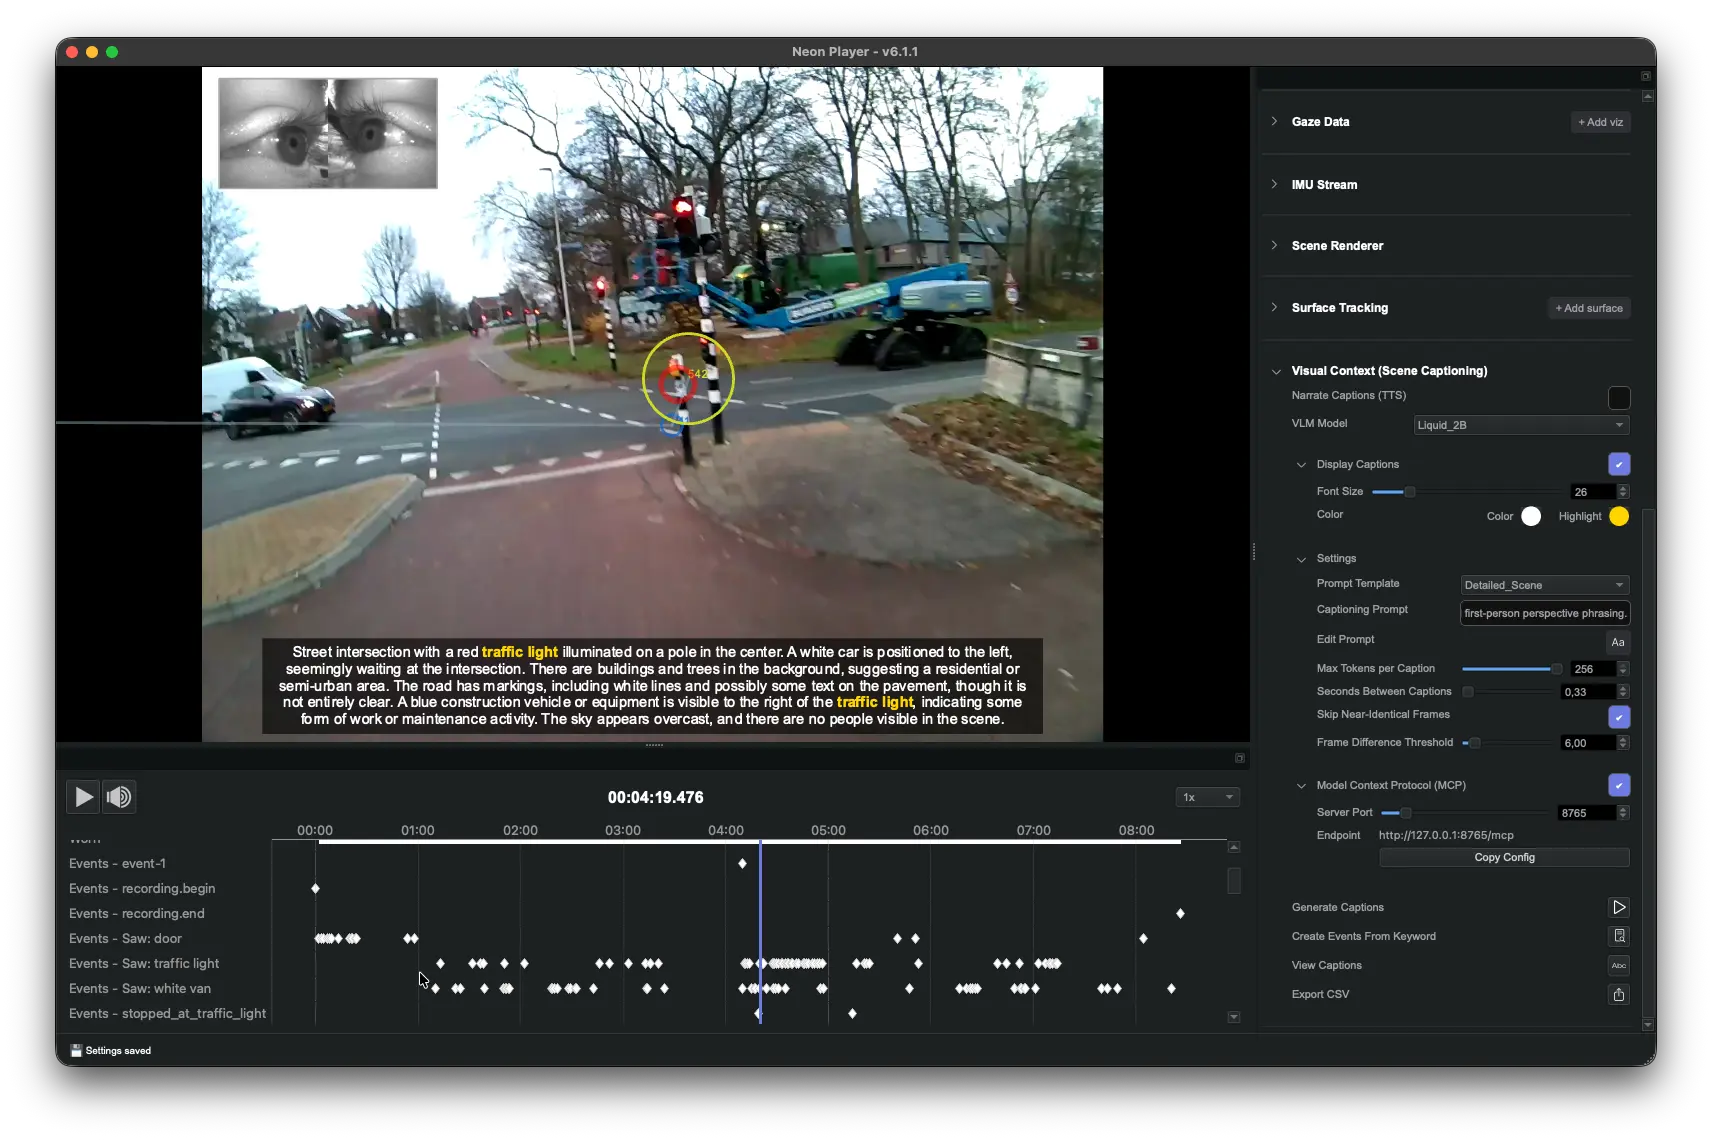 Neon Player - v6.1.1
542
Street intersection with a red traffic light illuminated on a pole in the center. A white car is positioned to the left,
seemingly waiting at the intersection. There are buildings and trees in the background, suggesting a residential or
semi-urban area. The road has markings, including white lines and possibly some text on the pavement, though it is
not entirely clear. A blue construction vehicle or equipment is visible to the right of the traffic light, indicating some
form of work or maintenance activity. The sky appears overcast, and there are no people visible in the scene.
00:04:19.476
1x
00:00 01:00 02:00 03:00 04:00 05:00 06:00 07:00 08:00
Worn
Events - event-1
Events - recording.begin
Events - recording.end
Events - Saw: door
Events - Saw: traffic light
Events - Saw: white van
Events - stopped_at_traffic_light
Settings saved
Gaze Data
+ Add viz
IMU Stream
Scene Renderer
Surface Tracking
+ Add surface
Visual Context (Scene Captioning)
Narrate Captions (TTS)
VLM Model
Liquid_2B
Display Captions
Font Size
26
Color
Color
Highlight
Settings
Prompt Template
Detailed_Scene
Captioning Prompt
first-person perspective phrasing.
Edit Prompt
Aa
Max Tokens per Caption
256
Seconds Between Captions
0,33
Skip Near-Identical Frames
Frame Difference Threshold
6,00
Model Context Protocol (MCP)
Server Port
8765
Endpoint
http://127.0.0.1:8765/mcp
Copy Config
Generate Captions
Create Events From Keyword
View Captions
Abc
Export CSV